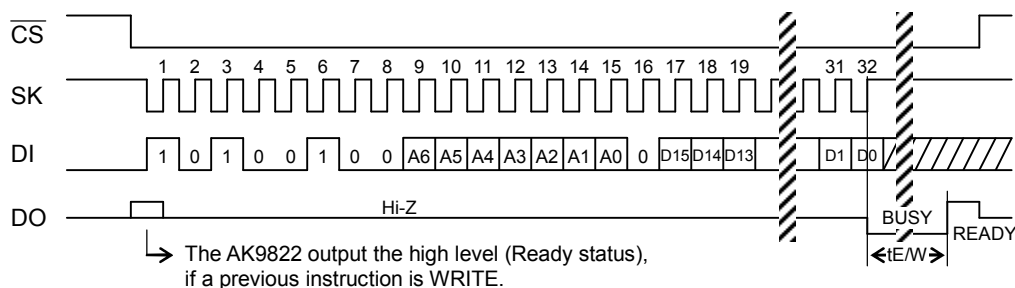 CS
1 2 3 4 5 6 7 8 9 10 11 12 13 14 15 16 17 18 19 31 32
SK
DI 1 0 1 0 0 1 0 0 A6 A5 A4 A3 A2 A1 A0 0 D15 D14 D13 D1 D0
DO Hi-Z BUSY READY
tE/W
The AK9822 output the high level (Ready status),
if a previous instruction is WRITE.